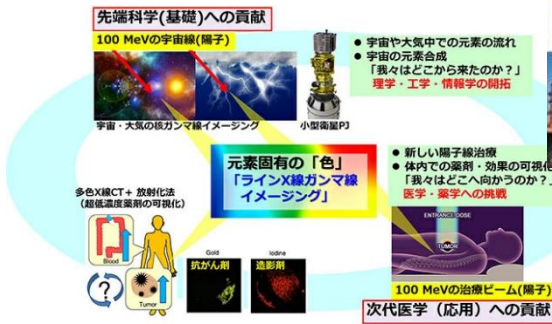 先端科学(基礎)への貢献
100 MeVの宇宙線(陽子)
宇宙・大気の核ガンマ線イメージング
小型衛星PJ
● 宇宙や大気中での元素の流れ
● 宇宙の元素合成
「我々はどこから来たのか？」
理学・工学・情報学の開拓
元素固有の「色」
「ラインX線ガンマ線
イメージング」
● 新しい陽子線治療
● 体内での薬剤・効果の可視化
「我々はどこへ向かうのか？」
医学・薬学への挑戦
多色X線CT+ 放射化法
(超低濃度薬剤の可視化)
Blood
?
Tumor
Gold
抗がん剤
Iodine
造影剤
ENTRANCE DOSE
TUMOR
100 MeVの治療ビーム(陽子)
次代医学（応用）への貢献